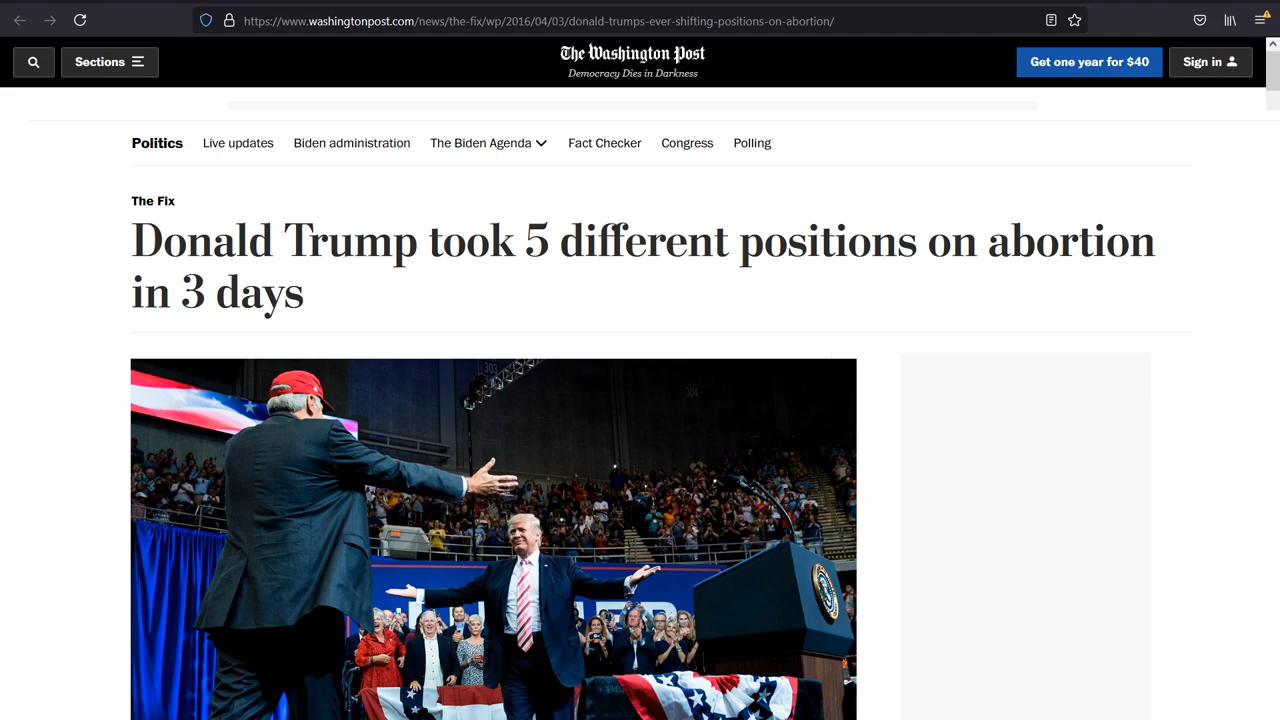 https://www.washingtonpost.com/news/the-fix/wp/2016/04/03/donald-trumps-ever-shifting-positions-on-abortion/
Sections
The Washington Post
Democracy Dies in Darkness
Get one year for $40
Sign in
Politics Live updates Biden administration The Biden Agenda Fact Checker Congress Polling
The Fix
Donald Trump took 5 different positions on abortion
in 3 days
303
304